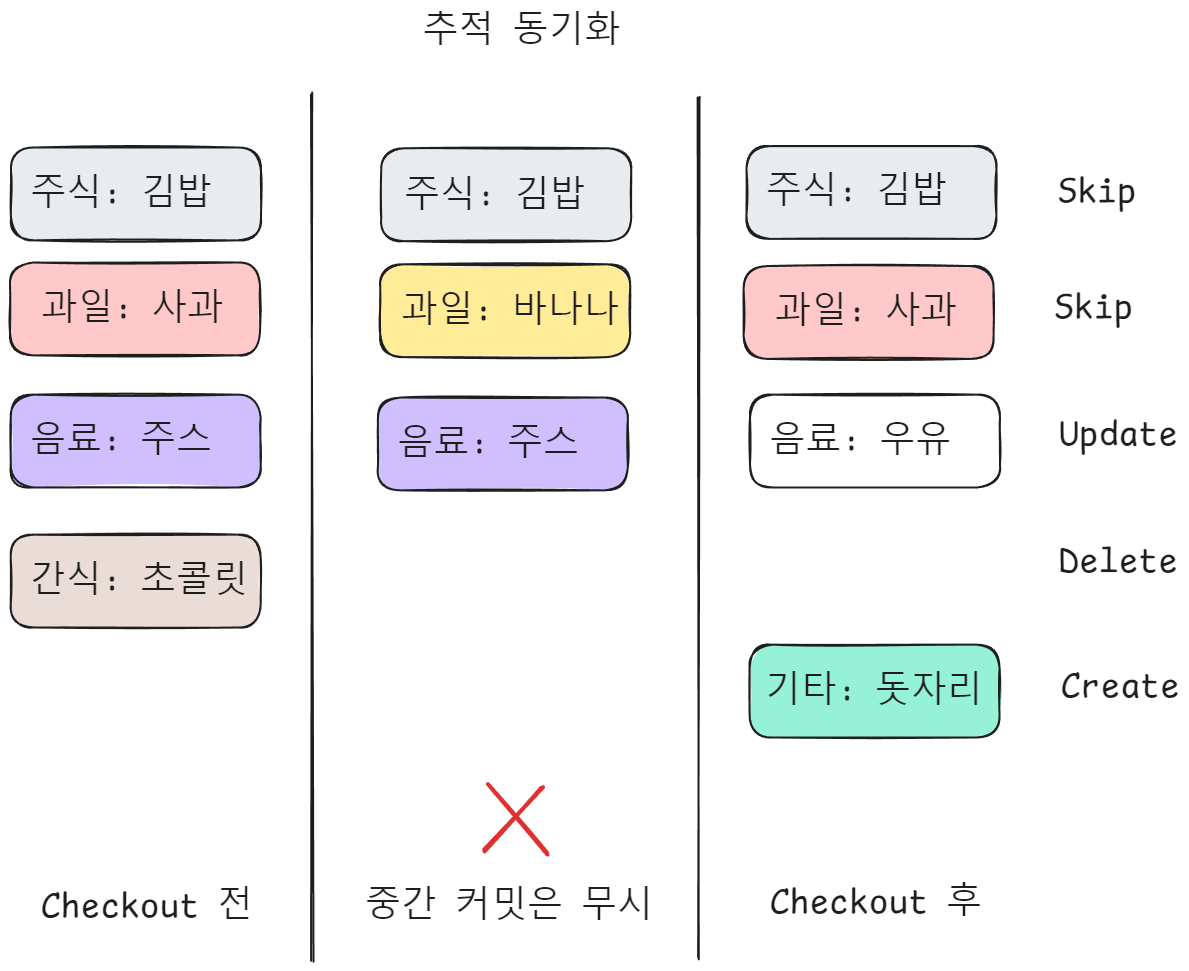 추적 동기화
주식: 김밥
과일: 사과
음료: 주스
간식: 초콜릿
Checkout 전
주식: 김밥
과일: 바나나
음료: 주스
중간 커밋은 무시
주식: 김밥
과일: 사과
음료: 우유
기타: 돗자리
Checkout 후
Skip
Skip
Update
Delete
Create